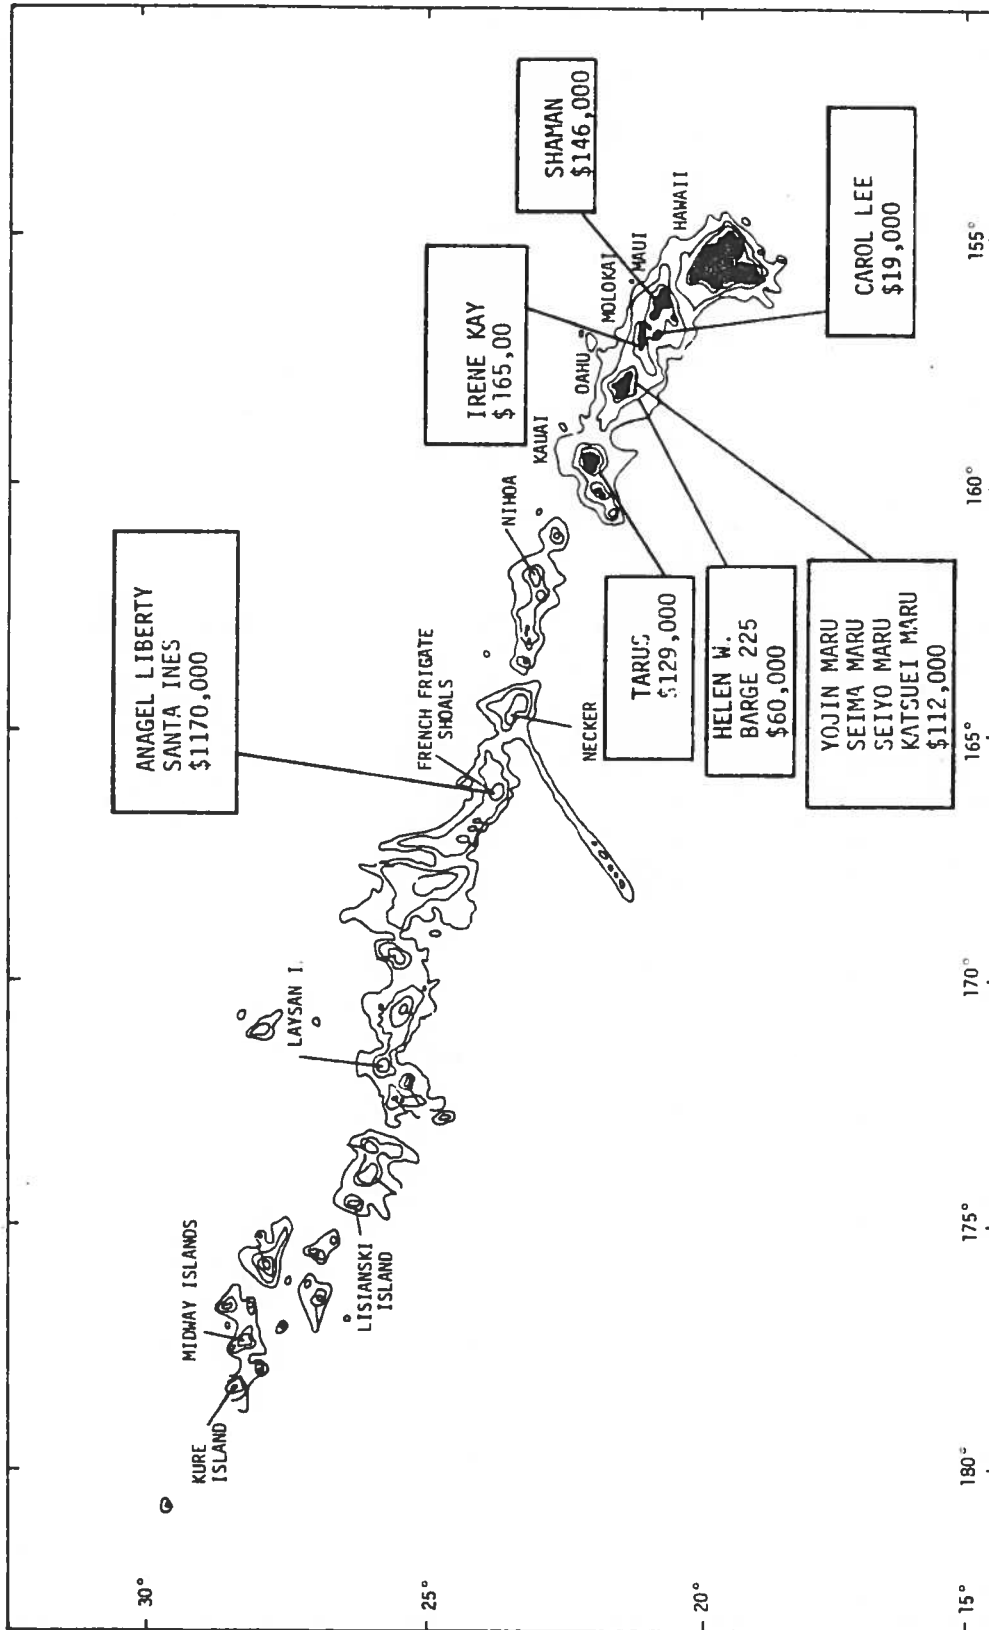 ANAGEL LIBERTY
SANTA INES
$1170,000
IRENE KAY
$165,00
SHAMAN
$146,000
CAROL LEE
$19,000
TARUS
$129,000
HELEN W.
BARGE 225
$60,000
YOJIN MARU
SEIMA MARU
SEIYO MARU
KATSUEI MARU
$112,000
KURE
ISLAND
MIDWAY ISLANDS
LISIANSKI
ISLAND
LAYSAN I.
FRENCH FRIGATE
SHOALS
NECKER
NIHOA
KAUAI
OAHU
MOLOKAI
MAUI
HAWAII
30°
25°
20°
15°
180°
175°
170°
165°
160°
155°